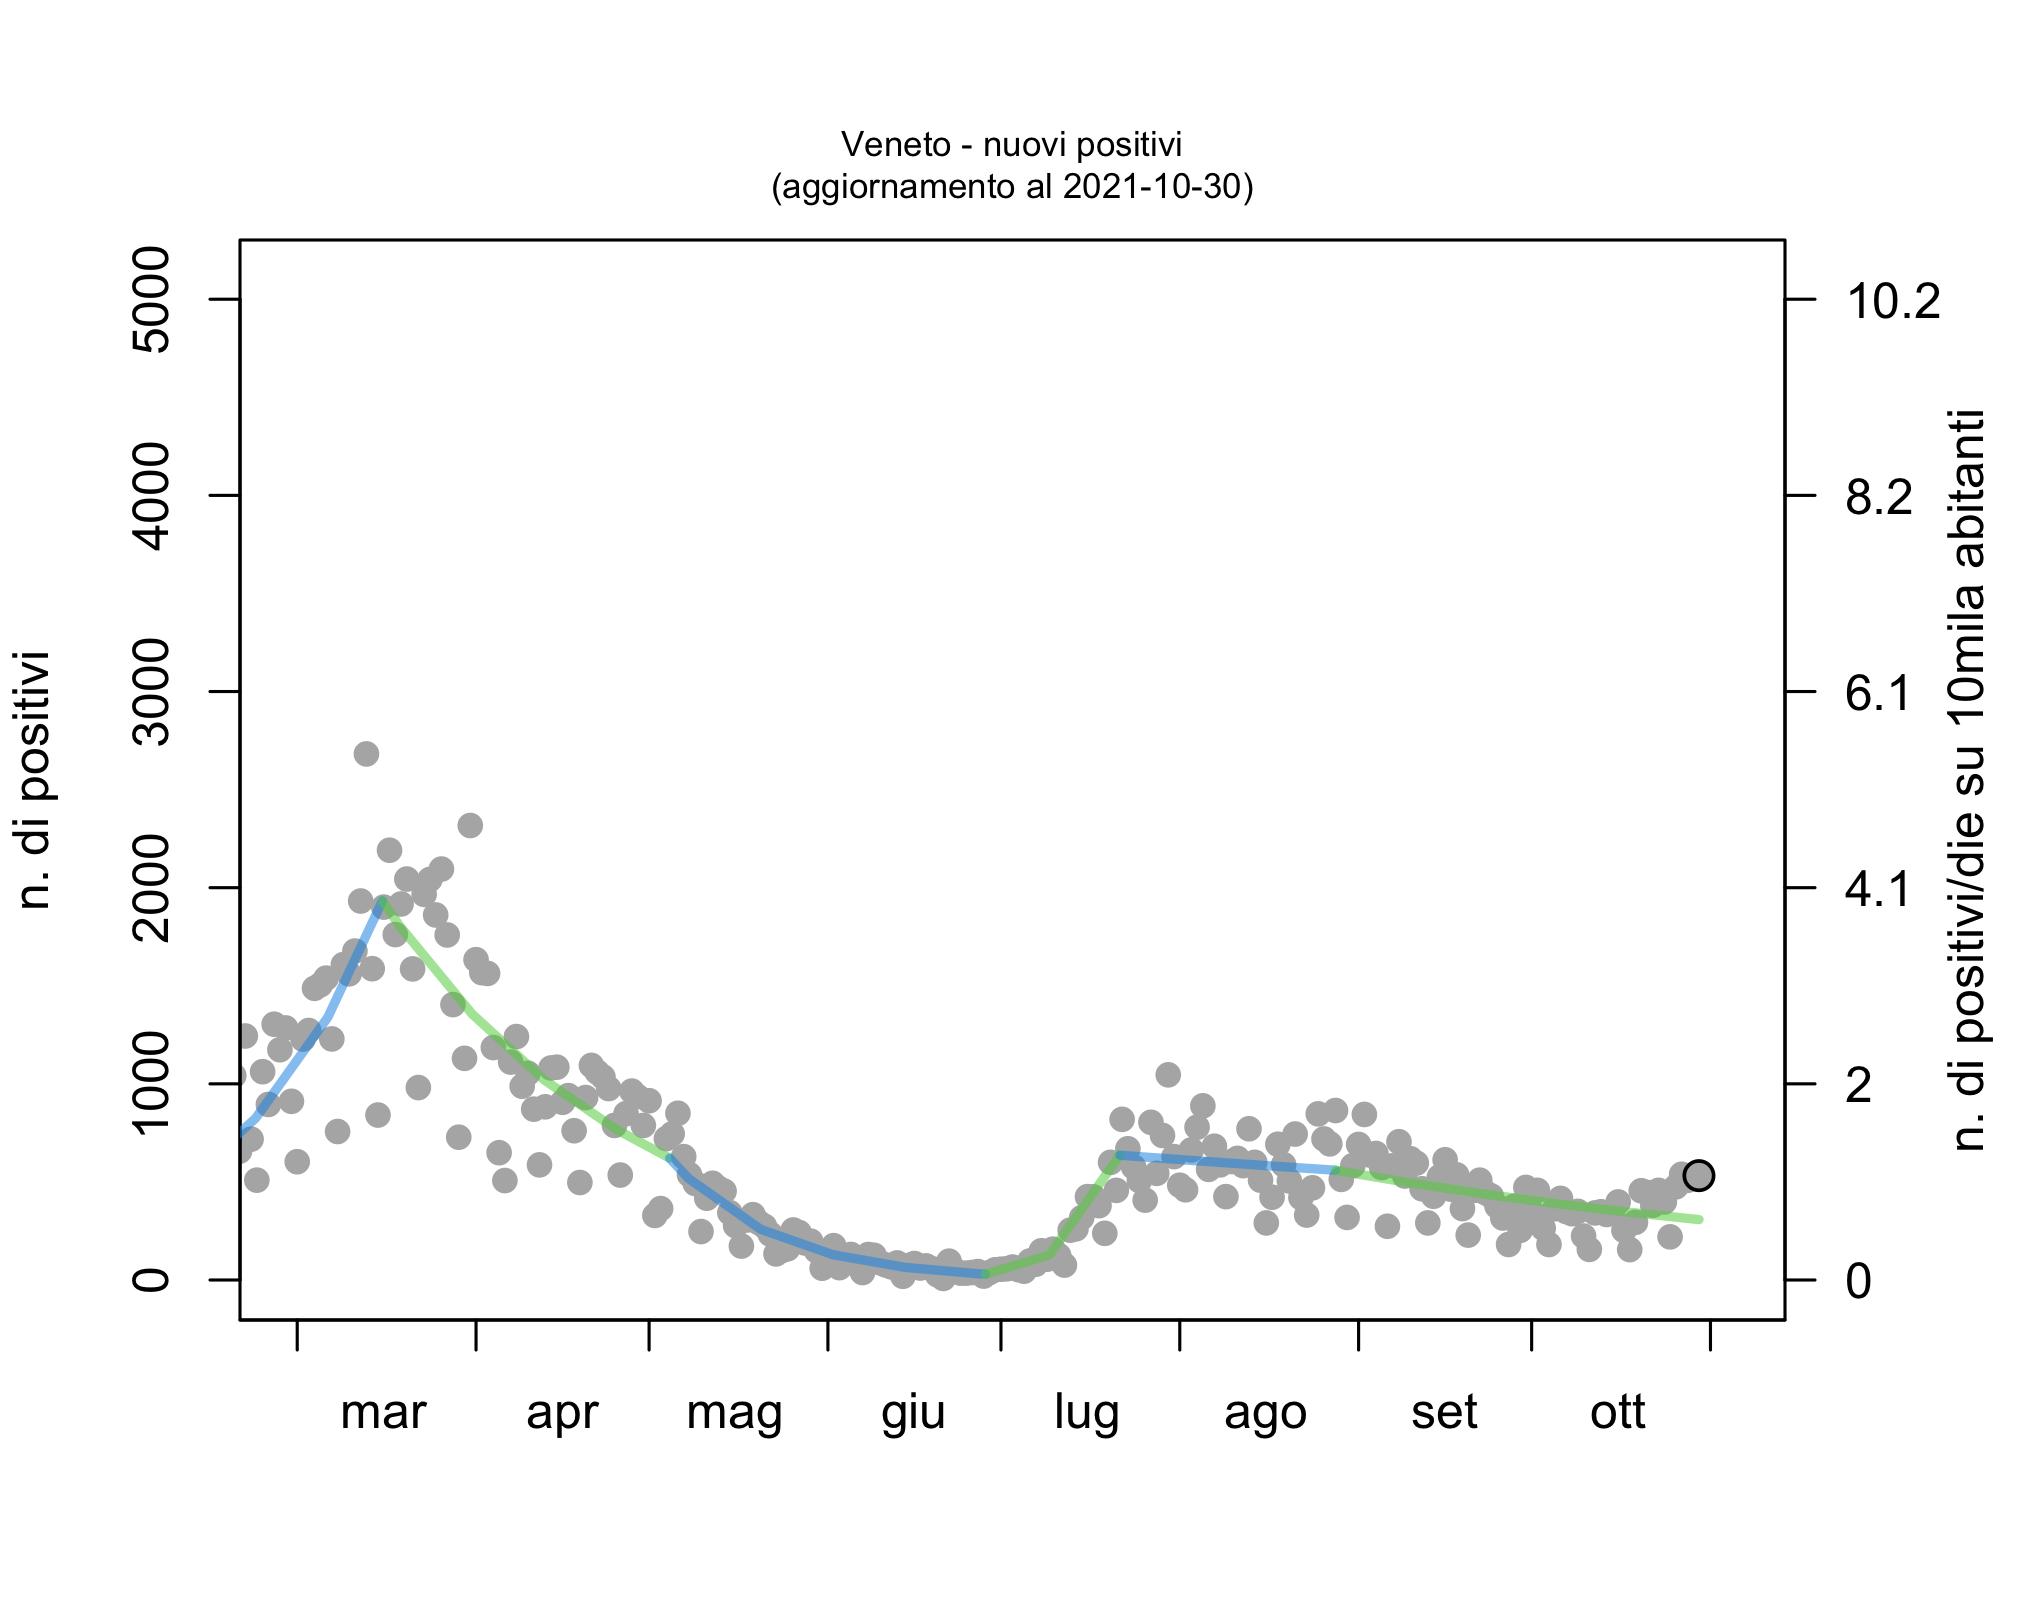 Veneto - nuovi positivi
(aggiornamento al 2021-10-30)
n. di positivi
5000
4000
3000
2000
1000
0
10.2
8.2
6.1
4.1
2
0
n. di positivi/die su 10mila abitanti
mar apr mag giu lug ago set ott